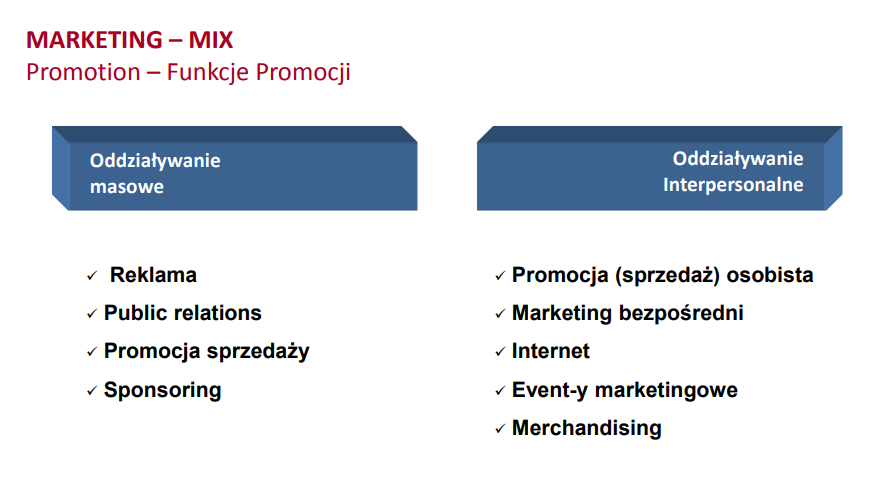 MARKETING – MIX
Promotion – Funkcje Promocji
Oddziaływanie
masowe
✓ Reklama
✓ Public relations
✓ Promocja sprzedaży
✓ Sponsoring
Oddziaływanie
Interpersonalne
✓ Promocja (sprzedaż) osobista
✓ Marketing bezpośredni
✓ Internet
✓ Event-y marketingowe
✓ Merchandising